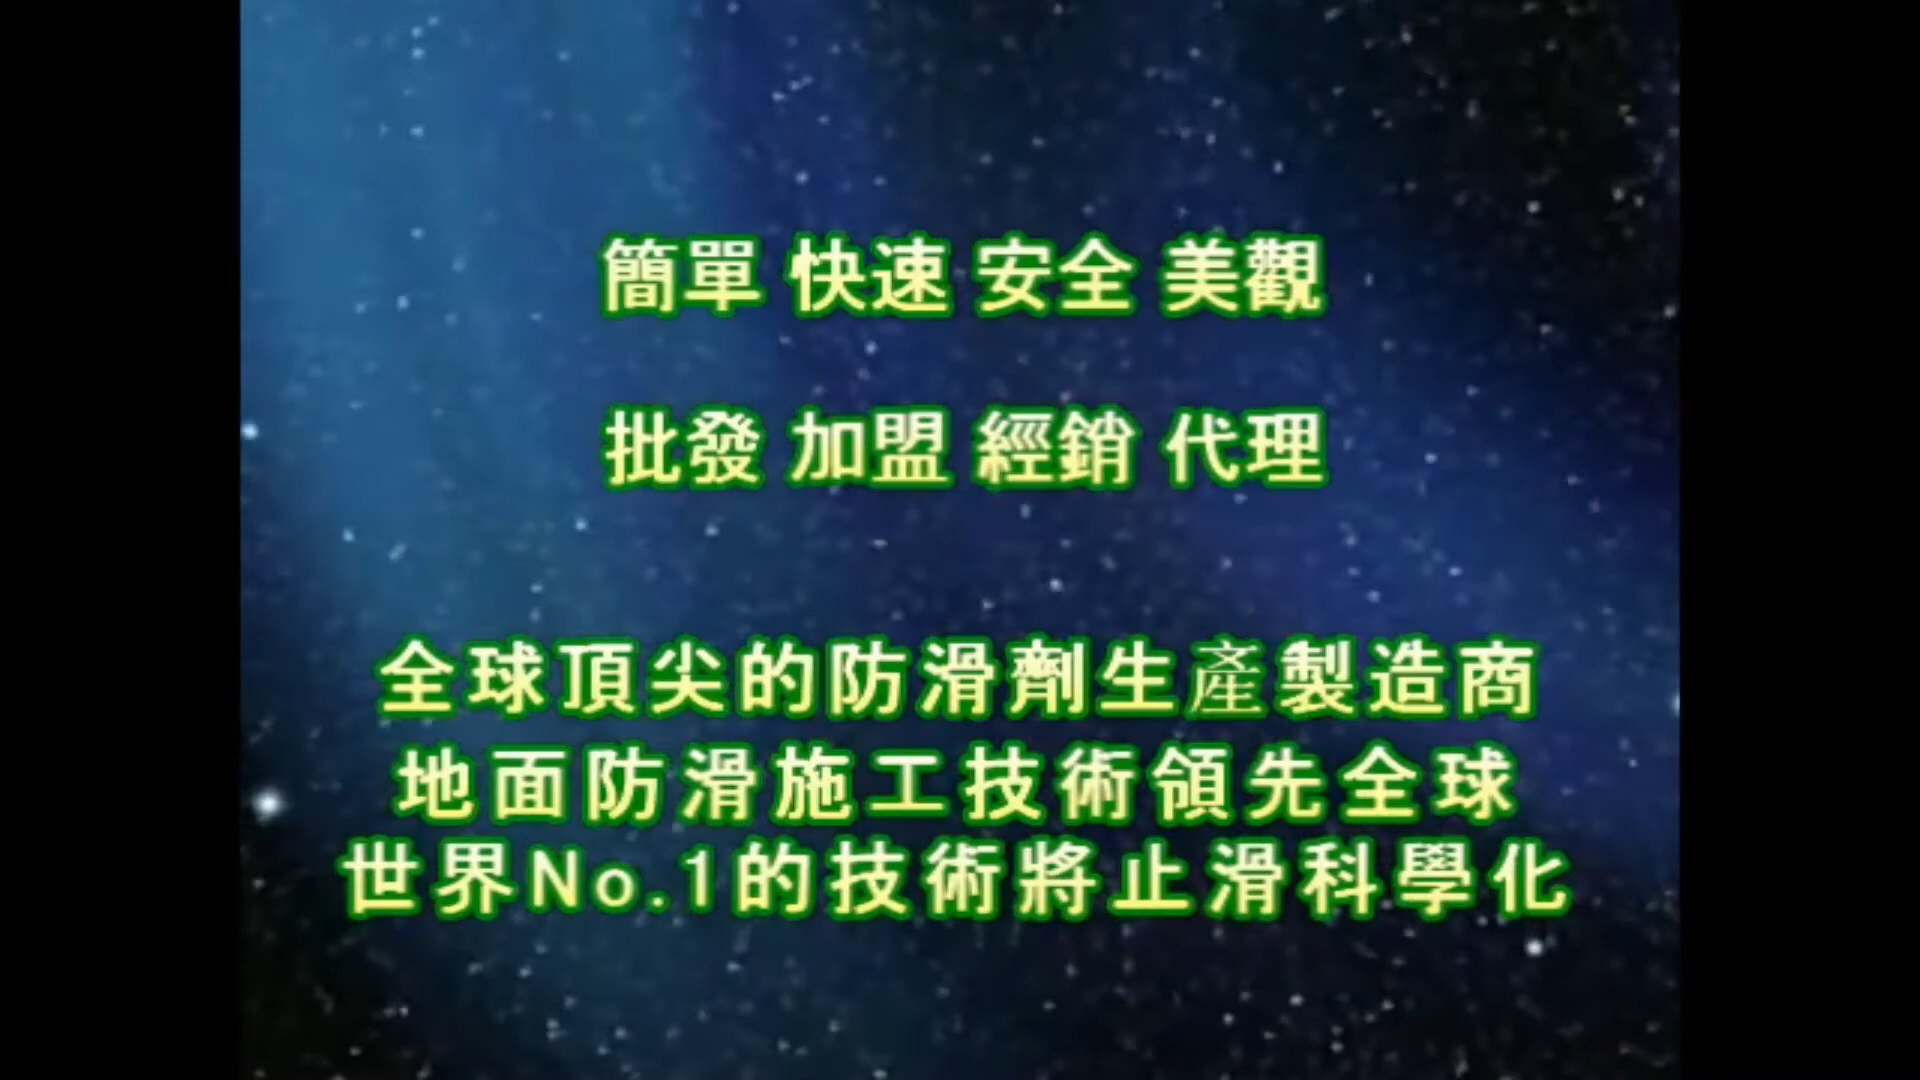 簡單 快速 安全 美觀
批發 加盟 經銷 代理
全球頂尖的防滑劑生產製造商
地面防滑施工技術領先全球
世界No.1的技術將止滑科學化